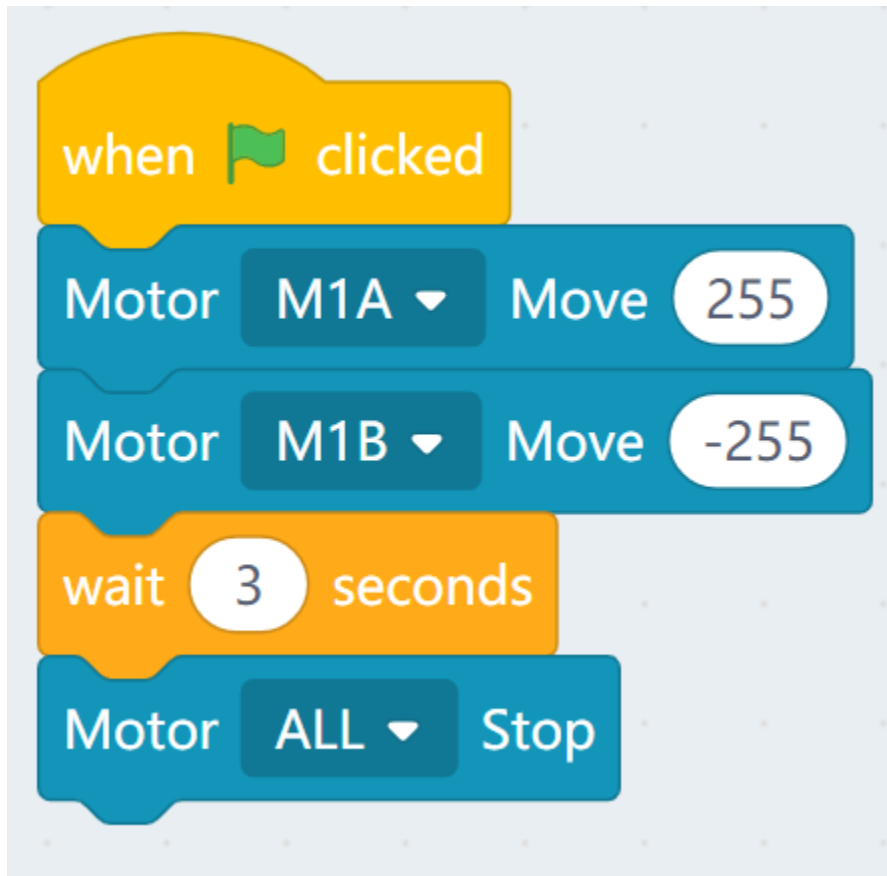 when clicked
Motor M1A Move 255
Motor M1B Move -255
wait 3 seconds
Motor ALL Stop